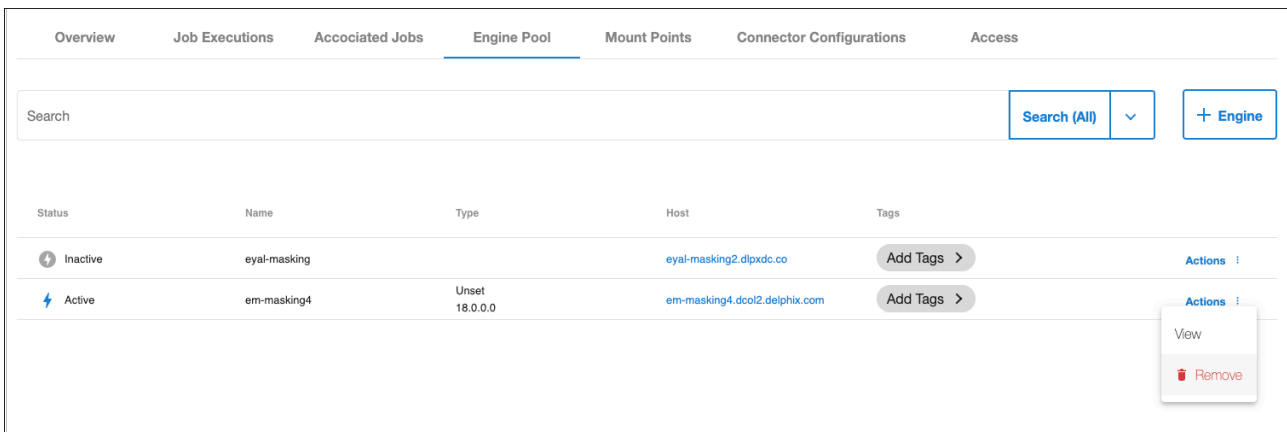 Overview Job Executions Accociated Jobs Engine Pool Mount Points Connector Configurations Access
Search Search (All) + Engine
Status Name Type Host Tags
Inactive eyal-masking eyal-masking2.dlpxdc.co Add Tags > Actions
Active em-masking4 Unset 18.0.0.0 em-masking4.dcol2.delphix.com Add Tags > Actions
View
Remove